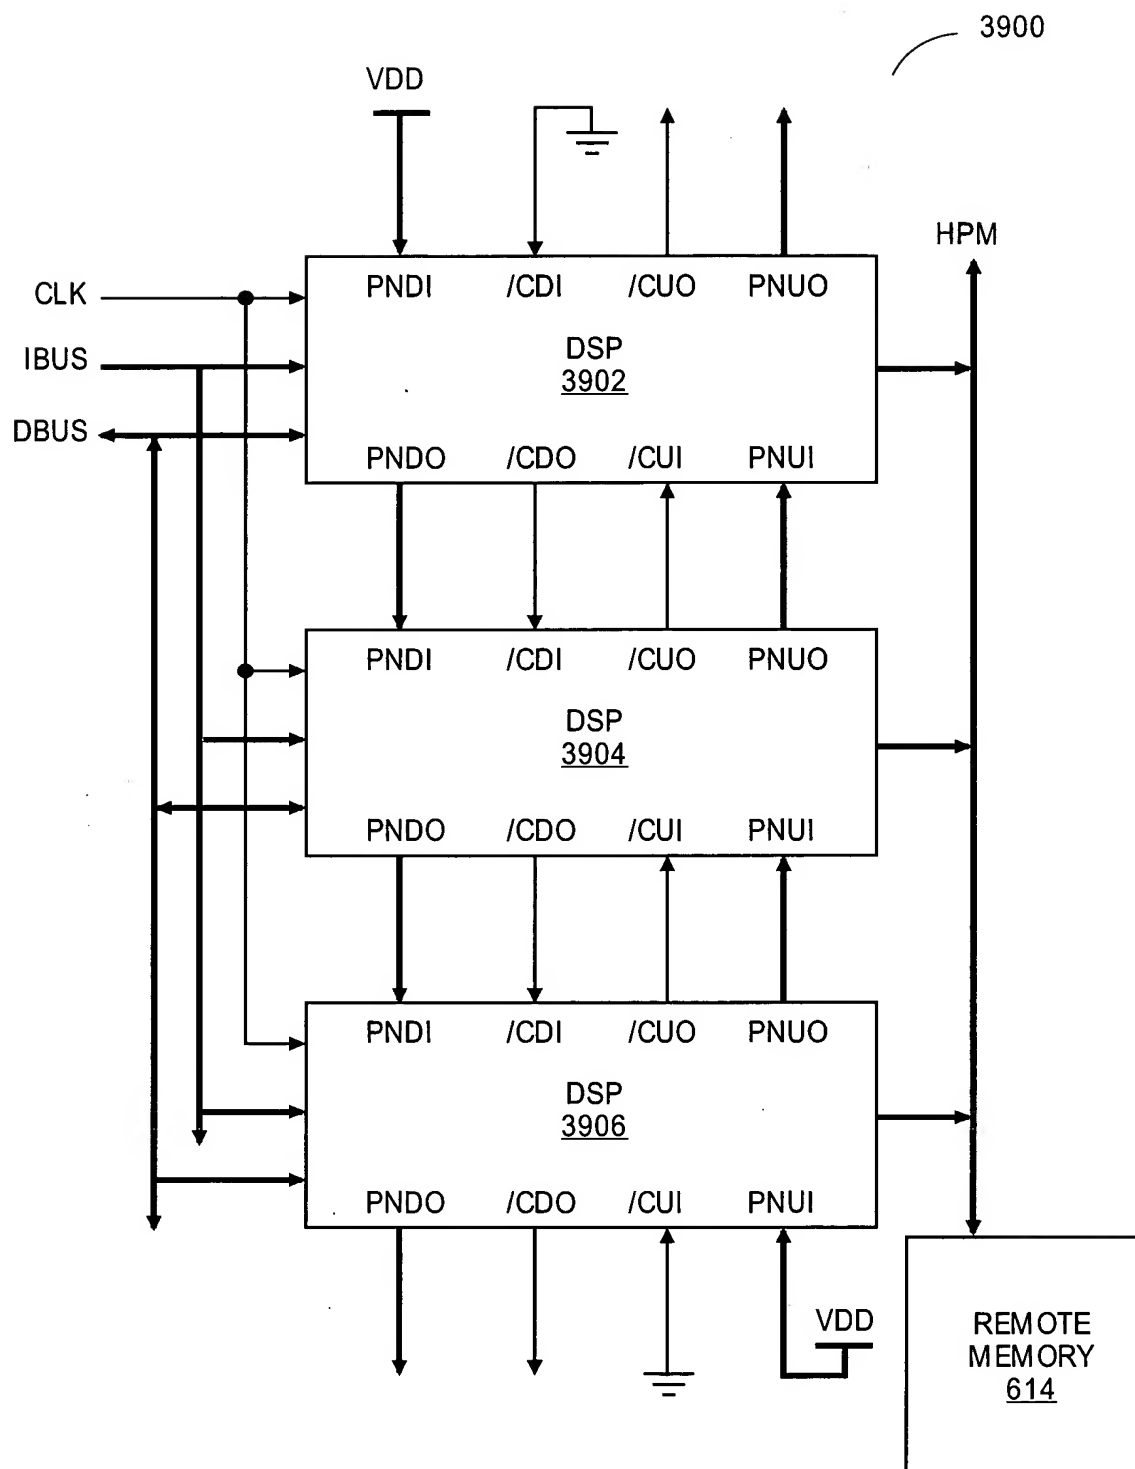 3900
VDD
HPM
CLK
IBUS
DBUS
PNDI /CDI /CUO PNUO
DSP
3902
PNDO /CDO /CUI PNUI
PNDI /CDI /CUO PNUO
DSP
3904
PNDO /CDO /CUI PNUI
PNDI /CDI /CUO PNUO
DSP
3906
PNDO /CDO /CUI PNUI
VDD
REMOTE
MEMORY
614